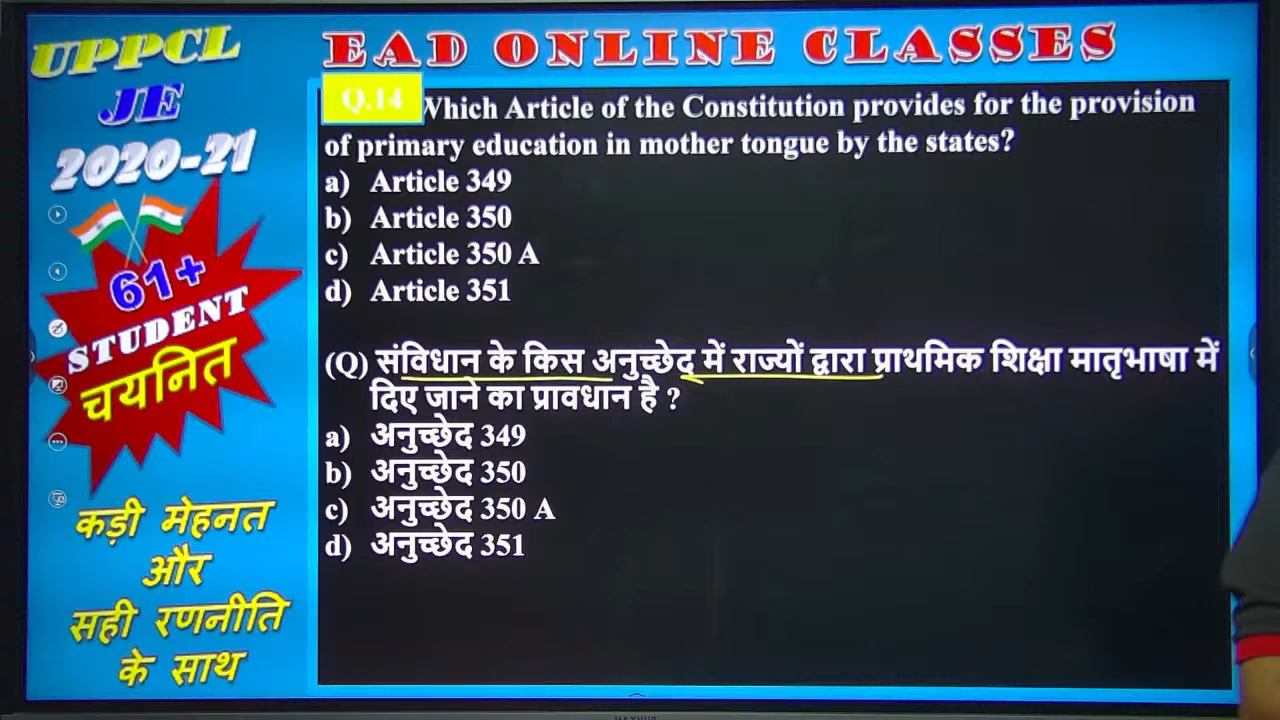 UPPCL
JE
2020-21
61+
STUDENT
चयनित
कड़ी मेहनत
और
सही रणनीति
के साथ
EAD ONLINE CLASSES
Q.14 Which Article of the Constitution provides for the provision
of primary education in mother tongue by the states?
a) Article 349
b) Article 350
c) Article 350 A
d) Article 351
(Q) संविधान के किस अनुच्छेद में राज्यों द्वारा प्राथमिक शिक्षा मातृभाषा में
दिए जाने का प्रावधान है ?
a) अनुच्छेद 349
b) अनुच्छेद 350
c) अनुच्छेद 350 A
d) अनुच्छेद 351